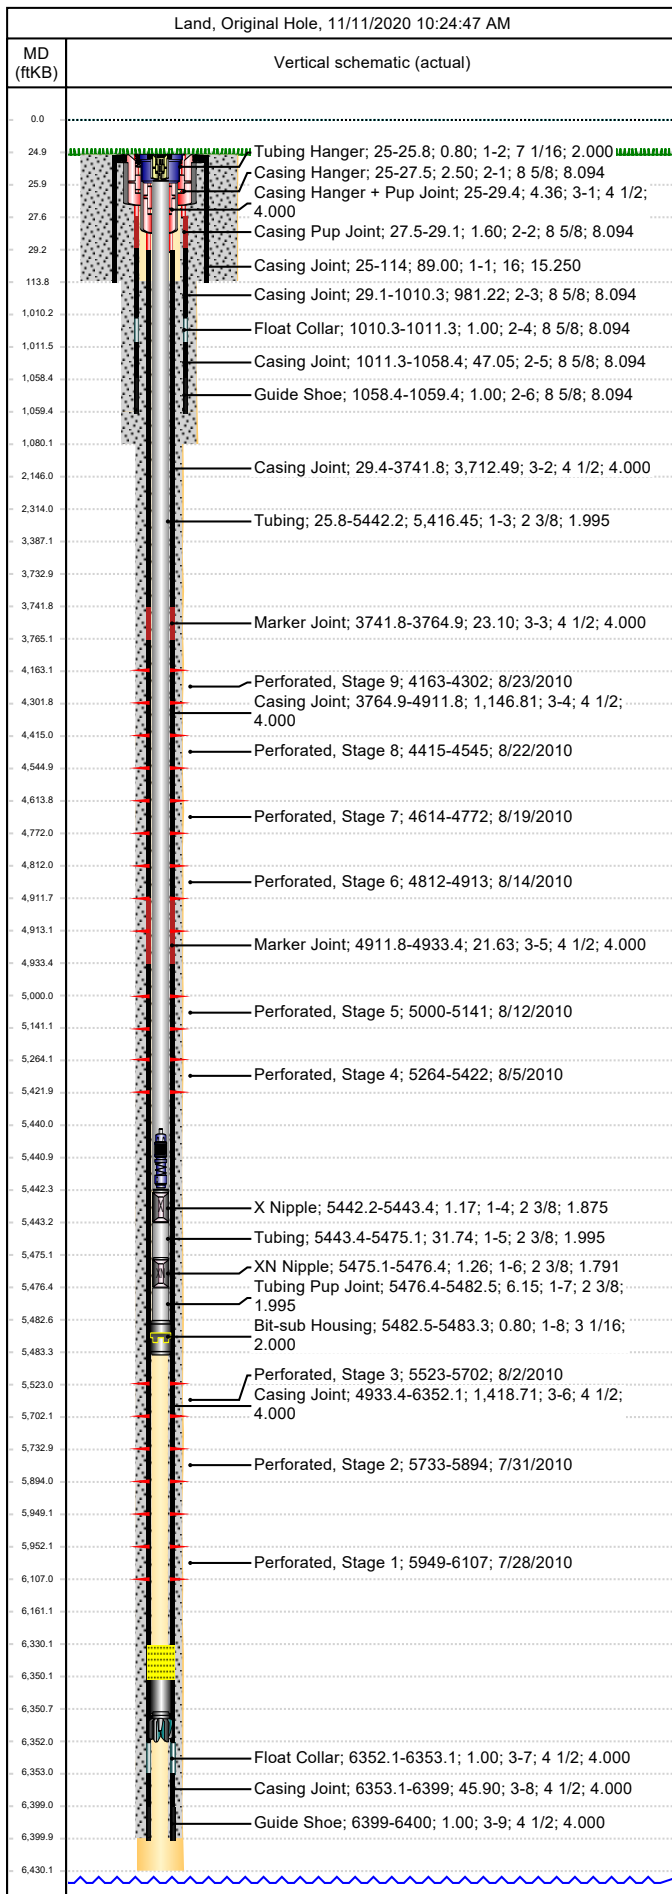 Land, Original Hole, 11/11/2020 10:24:47 AM
MD
(ftKB)
Vertical schematic (actual)
0.0
24.9
25.9
27.6
29.2
113.8
1,010.2
1,011.5
1,058.4
1,059.4
1,080.1
2,146.0
2,314.0
3,387.1
3,732.9
3,741.8
3,765.1
4,163.1
4,301.8
4,415.0
4,544.9
4,613.8
4,772.0
4,812.0
4,911.7
4,913.1
4,933.4
5,000.0
5,141.1
5,264.1
5,421.9
5,440.0
5,440.9
5,442.3
5,443.2
5,475.1
5,476.4
5,482.6
5,483.3
5,523.0
5,702.1
5,732.9
5,894.0
5,949.1
5,952.1
6,107.0
6,161.1
6,330.1
6,350.1
6,350.7
6,352.0
6,353.0
6,399.0
6,399.9
6,430.1
Tubing Hanger; 25-25.8; 0.80; 1-2; 7 1/16; 2.000
Casing Hanger; 25-27.5; 2.50; 2-1; 8 5/8; 8.094
Casing Hanger + Pup Joint; 25-29.4; 4.36; 3-1; 4 1/2;
4.000
Casing Pup Joint; 27.5-29.1; 1.60; 2-2; 8 5/8; 8.094
Casing Joint; 25-114; 89.00; 1-1; 16; 15.250
Casing Joint; 29.1-1010.3; 981.22; 2-3; 8 5/8; 8.094
Float Collar; 1010.3-1011.3; 1.00; 2-4; 8 5/8; 8.094
Casing Joint; 1011.3-1058.4; 47.05; 2-5; 8 5/8; 8.094
Guide Shoe; 1058.4-1059.4; 1.00; 2-6; 8 5/8; 8.094
Casing Joint; 29.4-3741.8; 3,712.49; 3-2; 4 1/2; 4.000
Tubing; 25.8-5442.2; 5,416.45; 1-3; 2 3/8; 1.995
Marker Joint; 3741.8-3764.9; 23.10; 3-3; 4 1/2; 4.000
Perforated, Stage 9; 4163-4302; 8/23/2010
Casing Joint; 3764.9-4911.8; 1,146.81; 3-4; 4 1/2;
4.000
Perforated, Stage 8; 4415-4545; 8/22/2010
Perforated, Stage 7; 4614-4772; 8/19/2010
Perforated, Stage 6; 4812-4913; 8/14/2010
Marker Joint; 4911.8-4933.4; 21.63; 3-5; 4 1/2; 4.000
Perforated, Stage 5; 5000-5141; 8/12/2010
Perforated, Stage 4; 5264-5422; 8/5/2010
X Nipple; 5442.2-5443.4; 1.17; 1-4; 2 3/8; 1.875
Tubing; 5443.4-5475.1; 31.74; 1-5; 2 3/8; 1.995
XN Nipple; 5475.1-5476.4; 1.26; 1-6; 2 3/8; 1.791
Tubing Pup Joint; 5476.4-5482.5; 6.15; 1-7; 2 3/8;
1.995
Bit-sub Housing; 5482.5-5483.3; 0.80; 1-8; 3 1/16;
2.000
Perforated, Stage 3; 5523-5702; 8/2/2010
Casing Joint; 4933.4-6352.1; 1,418.71; 3-6; 4 1/2;
4.000
Perforated, Stage 2; 5733-5894; 7/31/2010
Perforated, Stage 1; 5949-6107; 7/28/2010
Float Collar; 6352.1-6353.1; 1.00; 3-7; 4 1/2; 4.000
Casing Joint; 6353.1-6399; 45.90; 3-8; 4 1/2; 4.000
Guide Shoe; 6399-6400; 1.00; 3-9; 4 1/2; 4.000